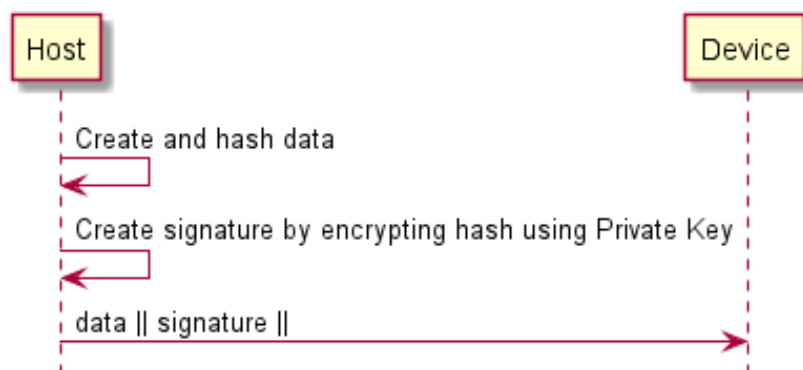 Host
Device
Create and hash data
Create signature by encrypting hash using Private Key
data || signature ||